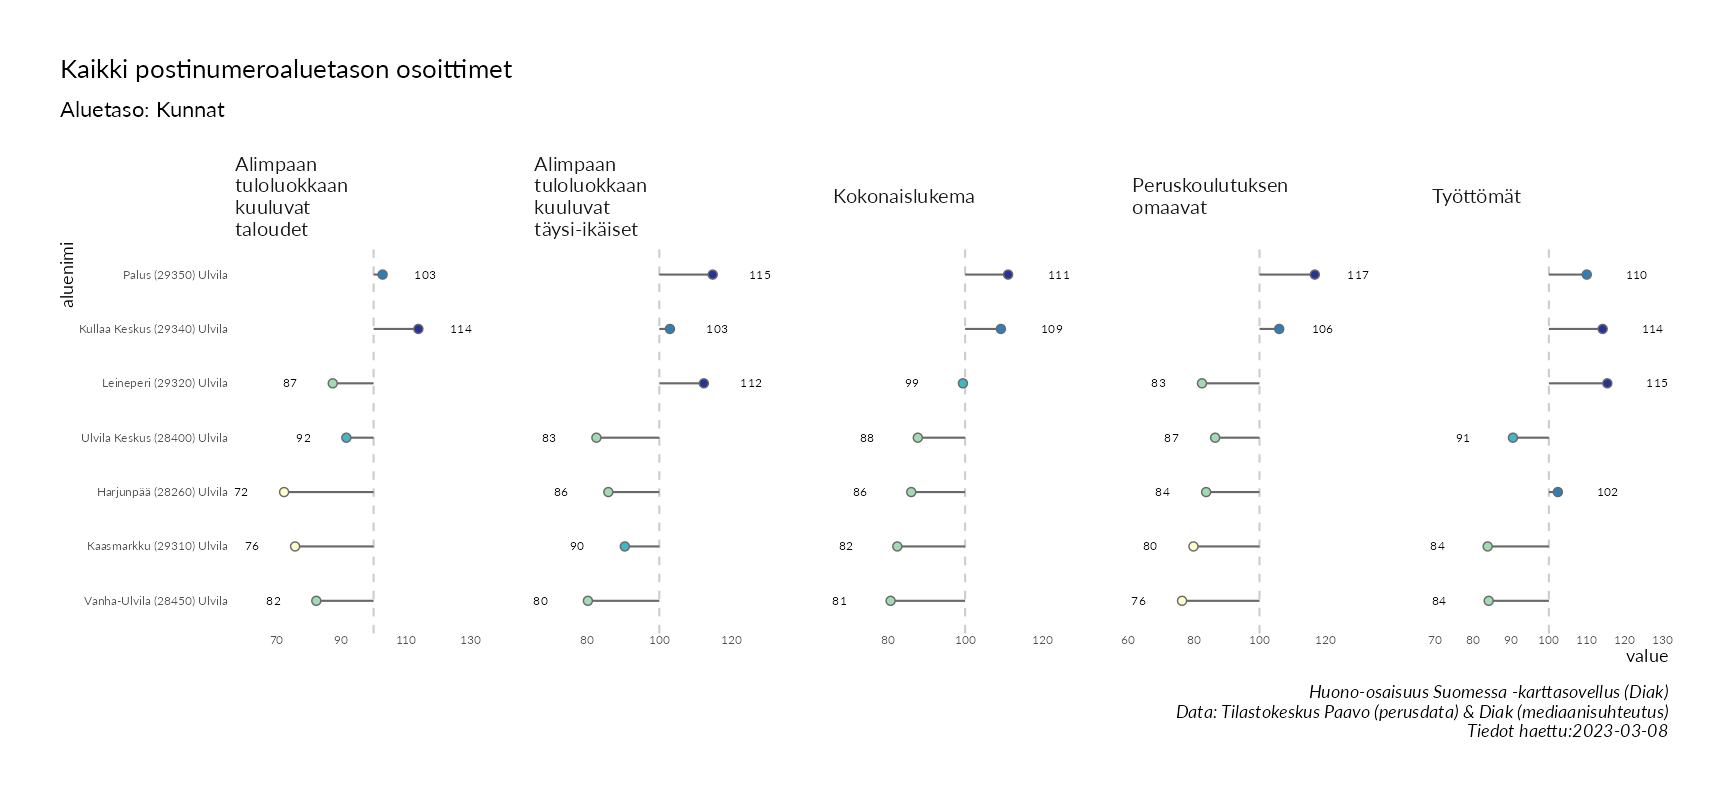 Kaikki postinumeroaluetason osoittimet
Aluetaso: Kunnat
Alimpaan
tuloluokkaan
kuuluvat
taloudet
Alimpaan
tuloluokkaan
kuuluvat
täysi-ikäiset
Kokonaislukema
Peruskoulutuksen
omaavat
Työttömät
aluenimi
Palus (29350) Ulvila 103 115 111 117 110
Kullaa Keskus (29340) Ulvila 114 103 109 106 114
Leineperi (29320) Ulvila 87 112 99 83 115
Ulvila Keskus (28400) Ulvila 92 83 88 87 91
Harjunpää (28260) Ulvila 72 86 86 84 102
Kaasmarkku (29310) Ulvila 76 90 82 80 84
Vanha-Ulvila (28450) Ulvila 82 80 81 76 84
70 90 110 130 80 100 120 80 100 120 60 80 100 120 70 80 90 100 110 120 130
value
Huono-osaisuus Suomessa -karttasovellus (Diak)
Data: Tilastokeskus Paavo (perusdata) & Diak (mediaanisuhteutus)
Tiedot haettu:2023-03-08